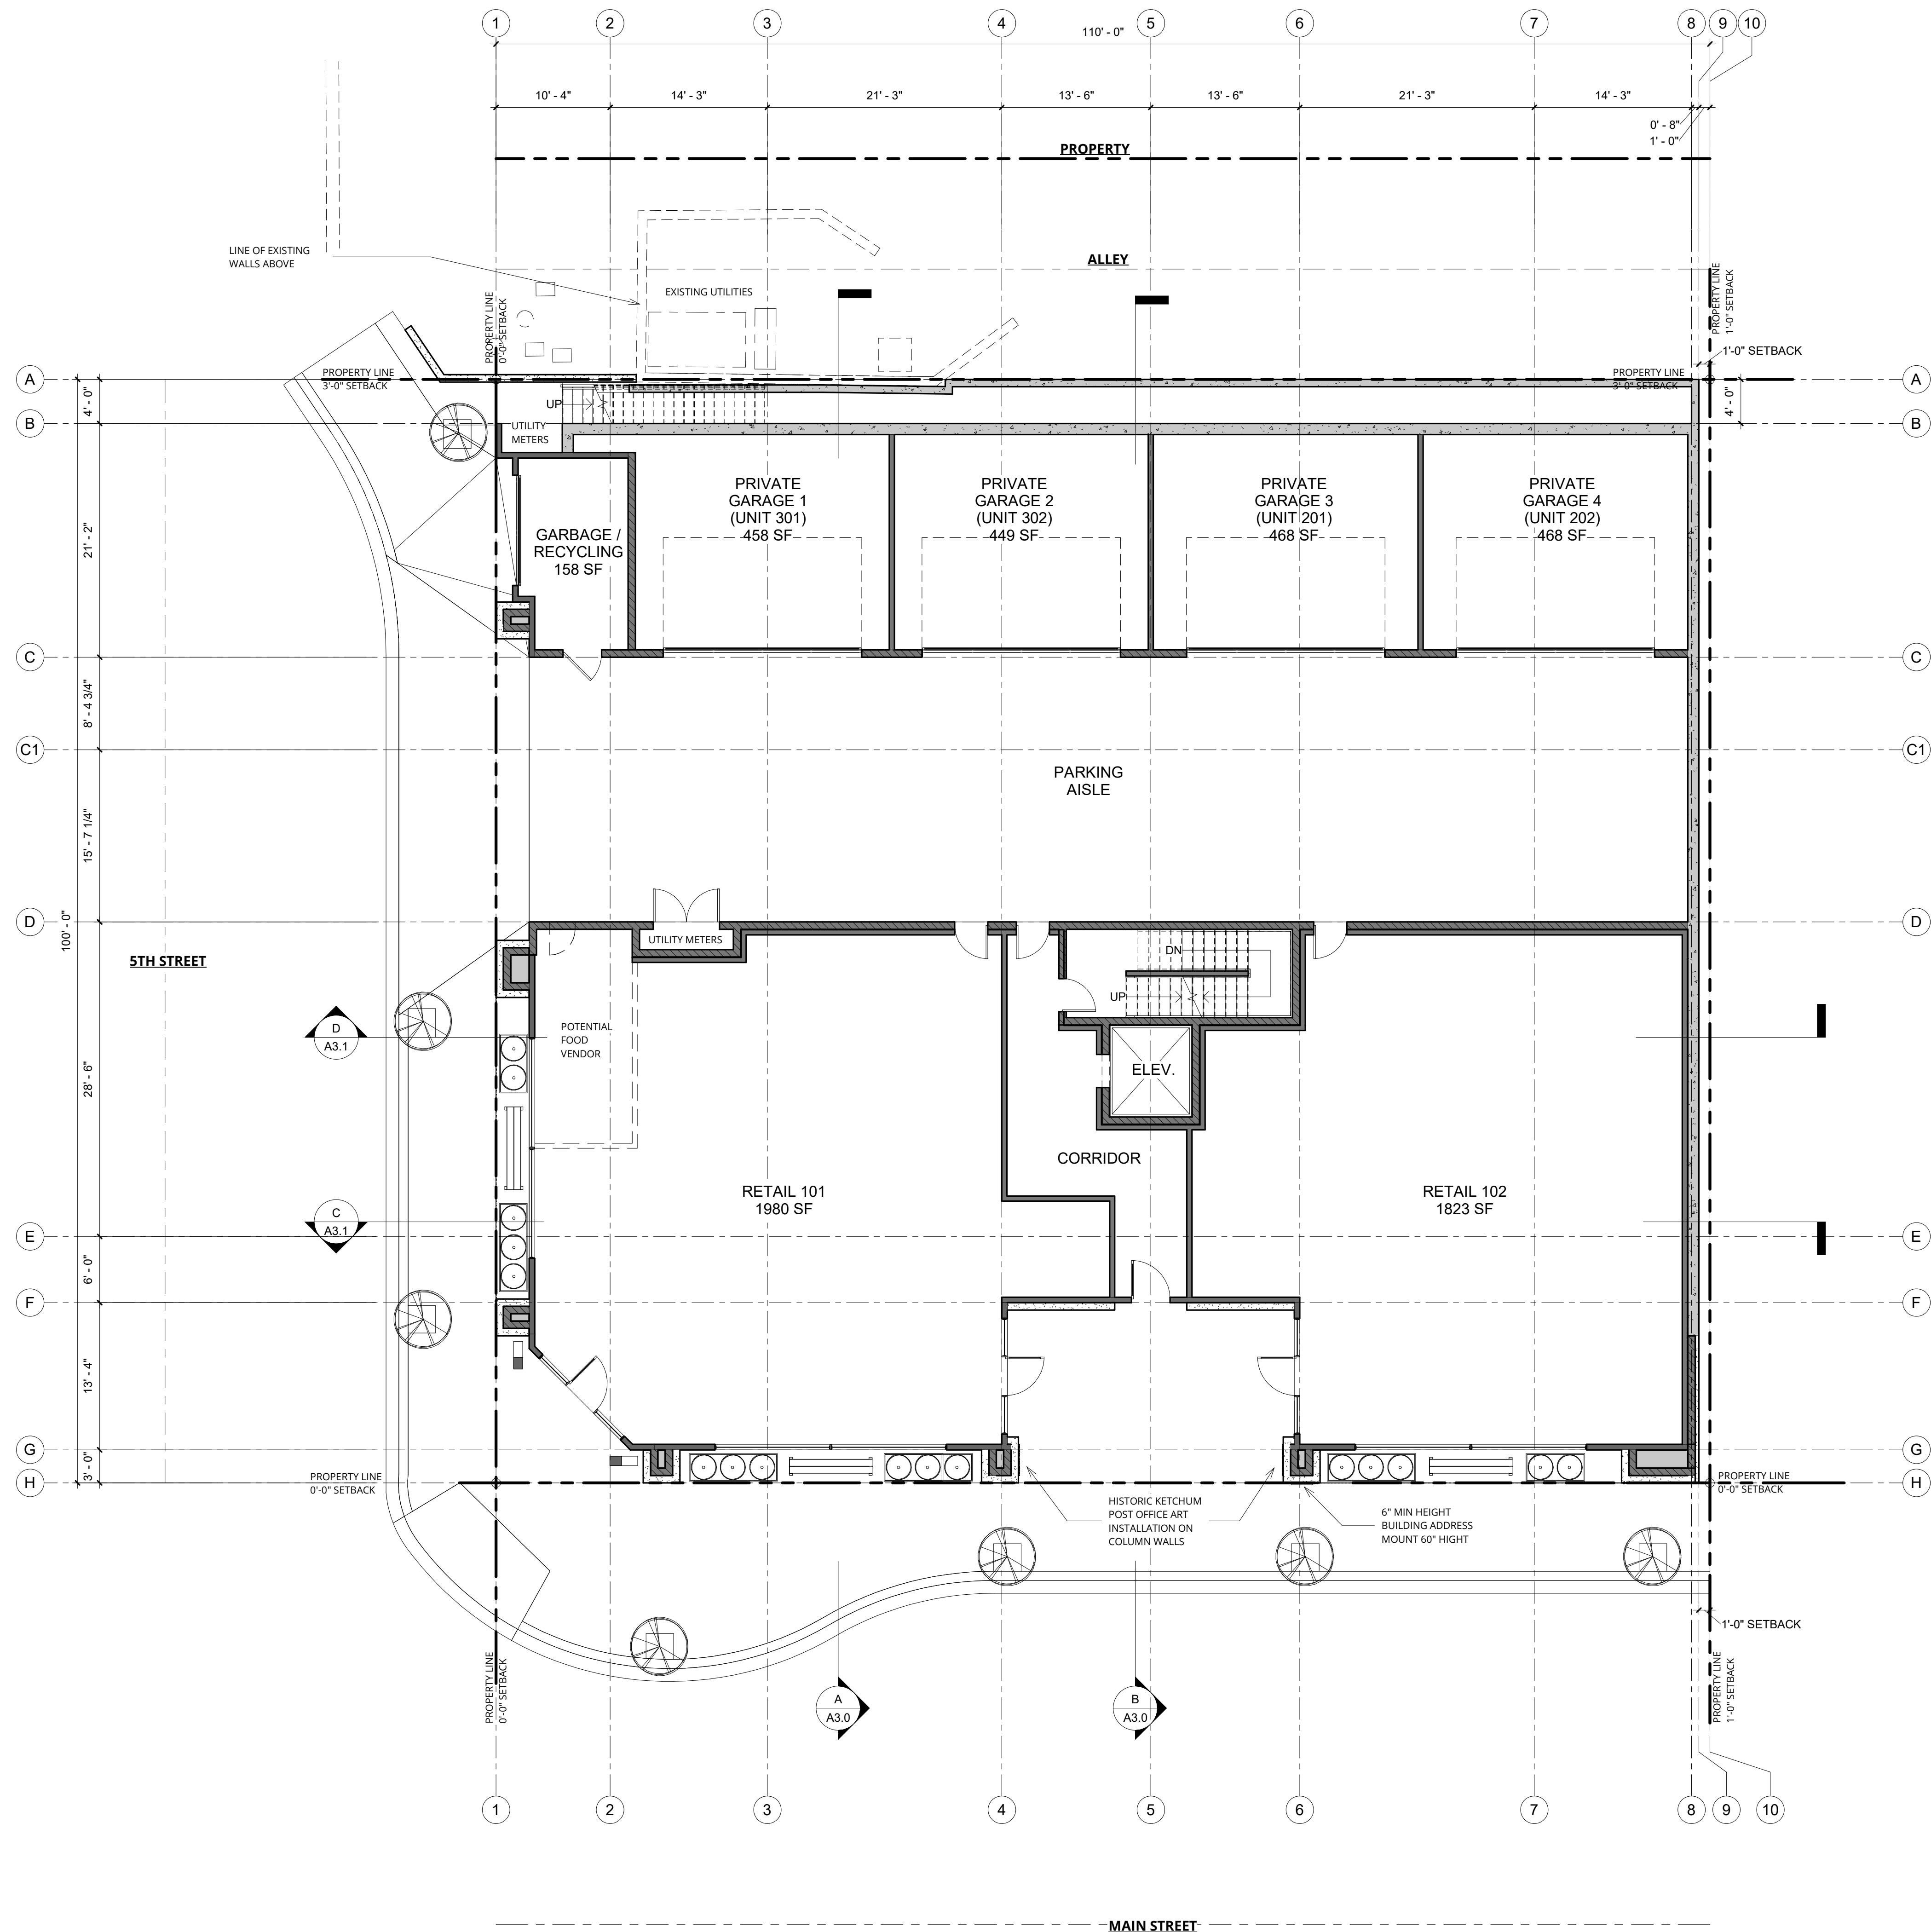 1 2 3 4 5 6 7 8 9 10
110' - 0"
10' - 4" 14' - 3" 21' - 3" 13' - 6" 13' - 6" 21' - 3" 14' - 3"
0' - 8"
1' - 0"
PROPERTY
LINE OF EXISTING
WALLS ABOVE
ALLEY
EXISTING UTILITIES
PROPERTY LINE
0'-0" SETBACK
PROPERTY LINE
1'-0" SETBACK
1'-0" SETBACK
A
PROPERTY LINE
3'-0" SETBACK
PROPERTY LINE
3'-0" SETBACK
A
4' - 0"
4' - 0"
UP
B
B
UTILITY
METERS
21' - 2"
GARBAGE /
RECYCLING
158 SF
PRIVATE
GARAGE 1
(UNIT 301)
458 SF
PRIVATE
GARAGE 2
(UNIT 302)
449 SF
PRIVATE
GARAGE 3
(UNIT 201)
468 SF
PRIVATE
GARAGE 4
(UNIT 202)
468 SF
C
C
8' - 4 3/4"
C1
C1
PARKING
AISLE
15' - 7 1/4"
100' - 0"
D
D
UTILITY METERS
DN
UP
5TH STREET
D
A3.1
POTENTIAL
FOOD
VENDOR
ELEV.
28' - 6"
CORRIDOR
RETAIL 101
1980 SF
RETAIL 102
1823 SF
C
A3.1
E
E
6' - 0"
F
F
13' - 4"
G
G
3' - 0"
H
H
PROPERTY LINE
0'-0" SETBACK
PROPERTY LINE
0'-0" SETBACK
HISTORIC KETCHUM
POST OFFICE ART
INSTALLATION ON
COLUMN WALLS
6" MIN HEIGHT
BUILDING ADDRESS
MOUNT 60" HIGHT
1'-0" SETBACK
PROPERTY LINE
0'-0" SETBACK
PROPERTY LINE
1'-0" SETBACK
A
A3.0
B
A3.0
1 2 3 4 5 6 7 8 9 10
MAIN STREET